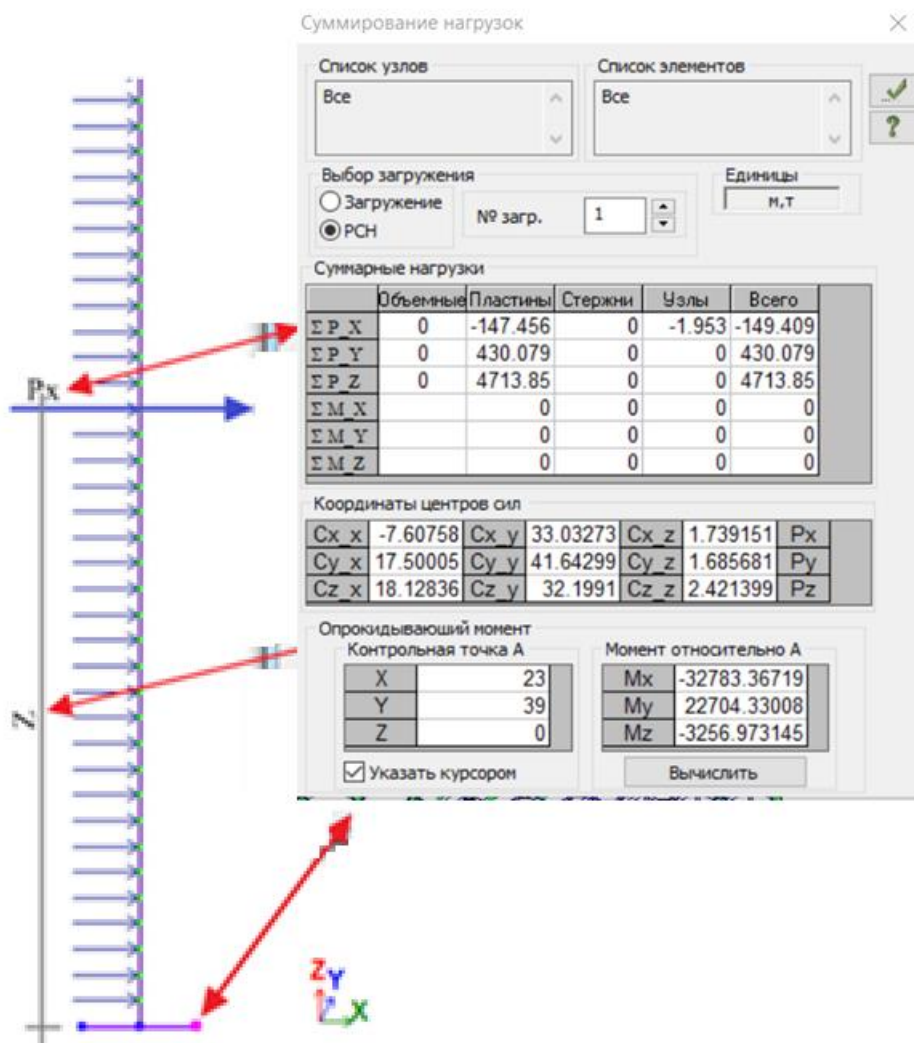 Суммирование нагрузок
Список узлов Список элементов
Все Все
...
?
Выбор загружения Единицы
Загружение № загр. 1 м,т
РСН
Суммарные нагрузки
Объемные Пластины Стержни Узлы Всего
Σ P_X 0 -147.456 0 -1.953 -149.409
Σ P_Y 0 430.079 0 0 430.079
Σ P_Z 0 4713.85 0 0 4713.85
Σ M_X 0 0 0 0
Σ M_Y 0 0 0 0
Σ M_Z 0 0 0 0
Координаты центров сил
Cx_x -7.60758 Cx_y 33.03273 Cx_z 1.739151 Px
Cy_x 17.50005 Cy_y 41.64299 Cy_z 1.685681 Py
Cz_x 18.12836 Cz_y 32.1991 Cz_z 2.421399 Pz
Опрокидывающий момент
Контрольная точка А Момент относительно А
X 23 Mx -32783.36719
Y 39 My 22704.33008
Z 0 Mz -3256.973145
Указать курсором Вычислить
Px
Z
Z Y
X